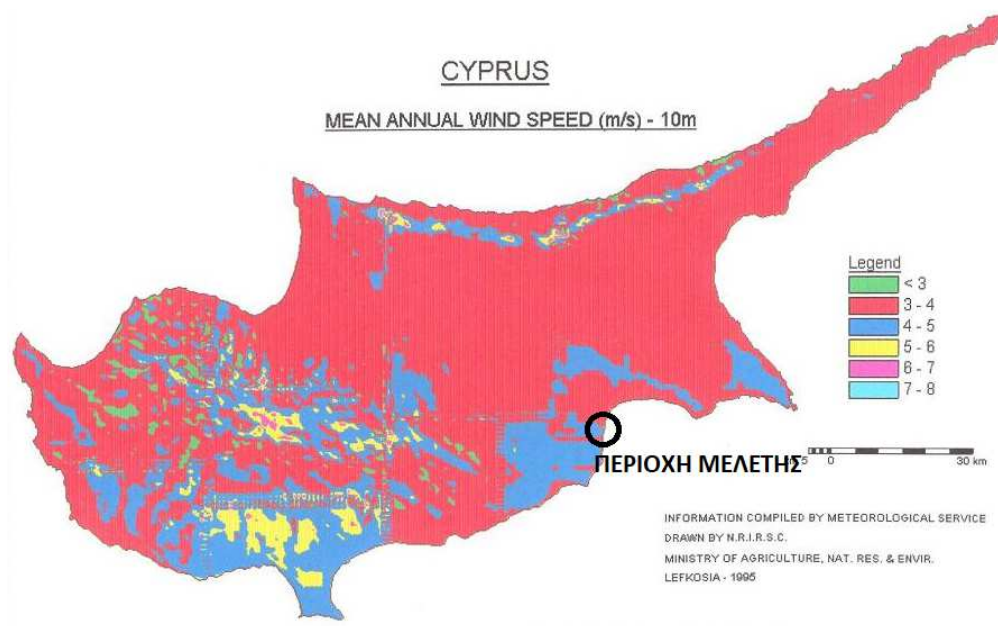 CYPRUS
MEAN ANNUAL WIND SPEED (m/s) - 10m
Legend
< 3
3 - 4
4 - 5
5 - 6
6 - 7
7 - 8
ΠΕΡΙΟΧΗ ΜΕΛΕΤΗΣ
5 0 30 km
INFORMATION COMPILED BY METEOROLOGICAL SERVICE
DRAWN BY N.R.I.R.S.C.
MINISTRY OF AGRICULTURE, NAT. RES. & ENVIR.
LEFKOSIA - 1995